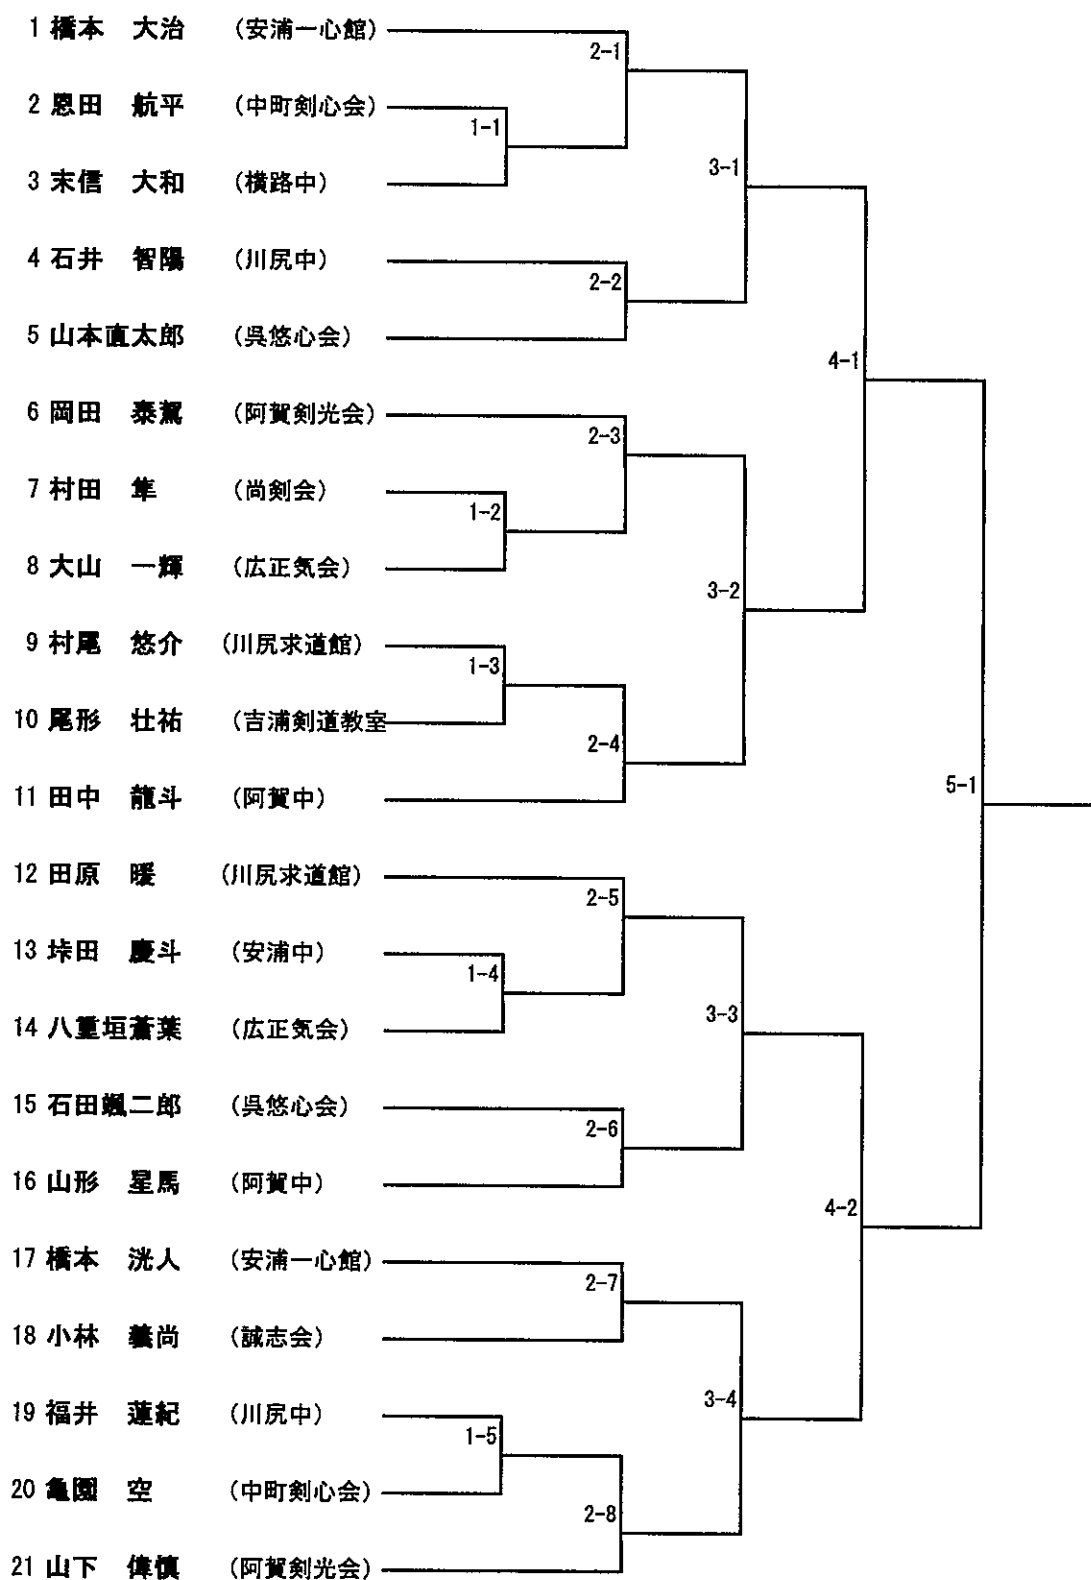 1 橋本 大治 (安浦一心館)
2-1
2 恩田 航平 (中町剣心会)
1-1
3 末信 大和 (横路中)
3-1
4 石井 智陽 (川尻中)
2-2
5 山本直太郎 (呉悠心会)
4-1
6 岡田 泰駕 (阿賀剣光会)
2-3
7 村田 隼 (尚剣会)
1-2
8 大山 一輝 (広正気会)
3-2
9 村尾 悠介 (川尻求道館)
1-3
10 尾形 壮祐 (吉浦剣道教室
2-4
11 田中 龍斗 (阿賀中)
5-1
12 田原 暖 (川尻求道館)
2-5
13 垰田 慶斗 (安浦中)
1-4
14 八重垣蒼葉 (広正気会)
3-3
15 石田颯二郎 (呉悠心会)
2-6
16 山形 星馬 (阿賀中)
4-2
17 橋本 洸人 (安浦一心館)
2-7
18 小林 義尚 (誠志会)
3-4
19 福井 蓮紀 (川尻中)
1-5
20 亀園 空 (中町剣心会)
2-8
21 山下 偉慎 (阿賀剣光会)